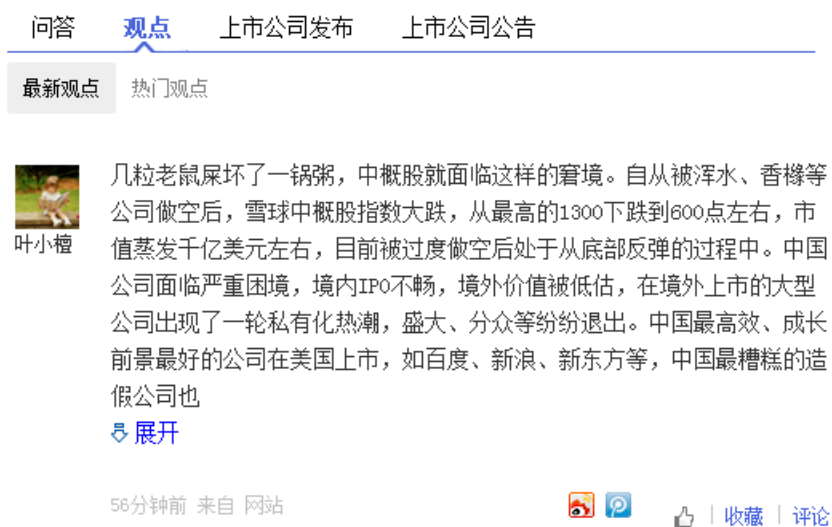 问答 观点 上市公司发布 上市公司公告
最新观点 热门观点
几粒老鼠屎坏了一锅粥，中概股就面临这样的窘境。自从被浑水、香橼等
公司做空后，雪球中概股指数大跌，从最高的1300下跌到600点左右，市
值蒸发千亿美元左右，目前被过度做空后处于从底部反弹的过程中。中国
公司面临严重困境，境内IPO不畅，境外价值被低估，在境外上市的大型
公司出现了一轮私有化热潮，盛大、分众等纷纷退出。中国最高效、成长
前景最好的公司在美国上市，如百度、新浪、新东方等，中国最糟糕的造
假公司也
叶小檀
展开
56分钟前 来自 网站
收藏 评论